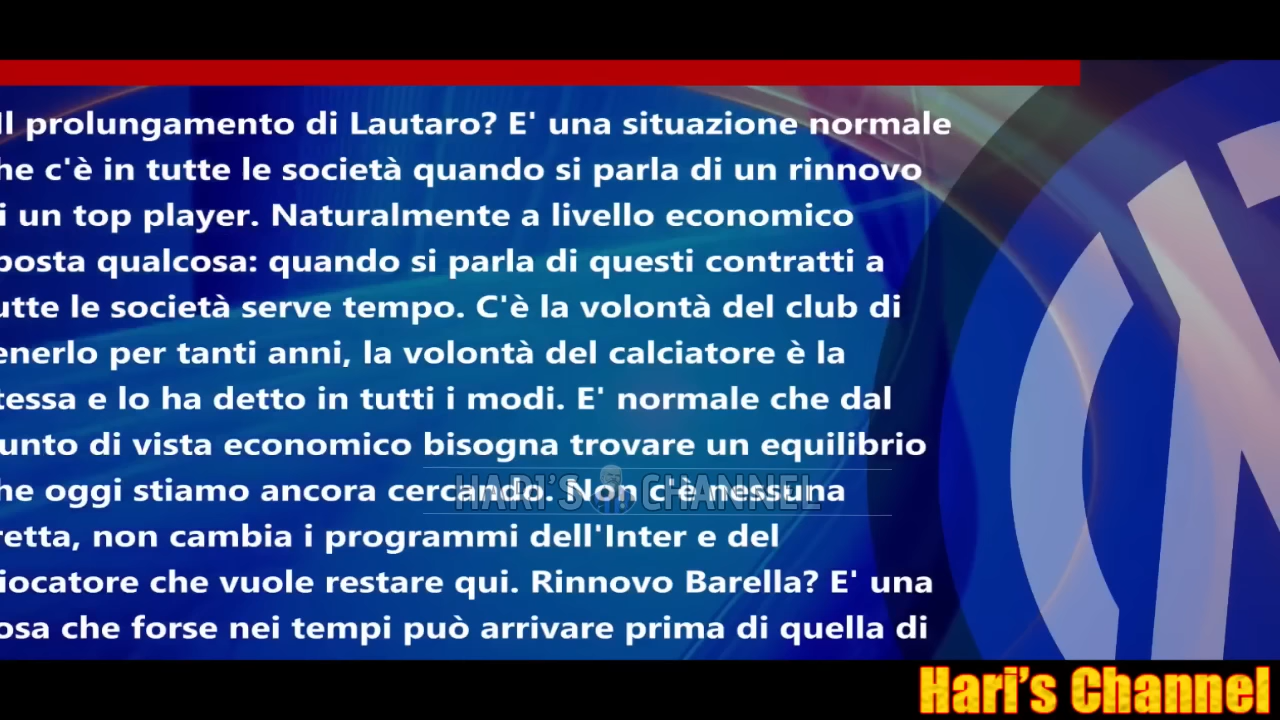 Il prolungamento di Lautaro? E' una situazione normale
he c'è in tutte le società quando si parla di un rinnovo
i un top player. Naturalmente a livello economico
posta qualcosa: quando si parla di questi contratti a
utte le società serve tempo. C'è la volontà del club di
enerlo per tanti anni, la volontà del calciatore è la
tessa e lo ha detto in tutti i modi. E' normale che dal
unto di vista economico bisogna trovare un equilibrio
he oggi stiamo ancora cercando. Non c'è nessuna
HARI'S CHANNEL
retta, non cambia i programmi dell'Inter e del
iocatore che vuole restare qui. Rinnovo Barella? E' una
osa che forse nei tempi può arrivare prima di quella di
Hari's Channel